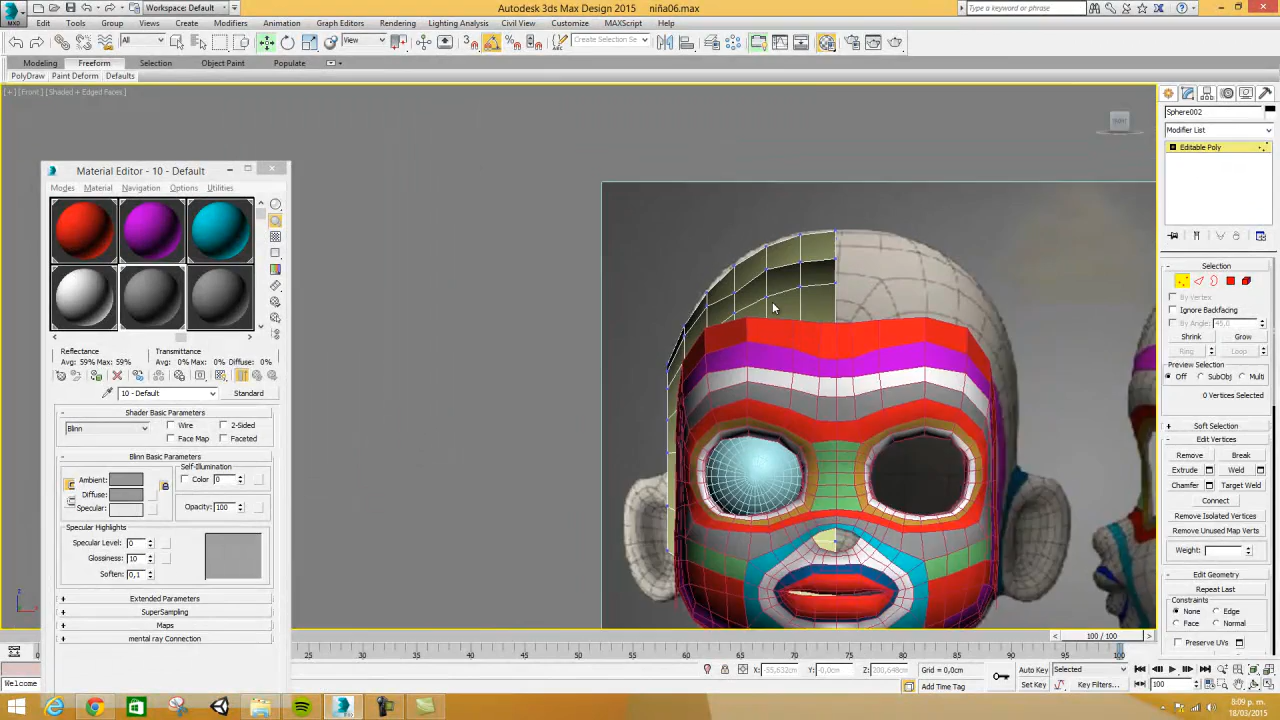 Workspace: Default
Autodesk 3ds Max Design 2015    niña06.max
Type a keyword or phrase
Edit Tools Group Views Create Modifiers Animation Graph Editors Rendering Lighting Analysis Civil View Customize MAXScript Help
All View Create Selection Se
Modeling Freeform Selection Object Paint Populate
PolyDraw Paint Deform Defaults
[+] [Front] [Shaded + Edged Faces]
FRONT
Material Editor - 10 - Default
Modes Material Navigation Options Utilities
Reflectance Transmittance
Avg: 59% Max: 59% Avg: 0% Max: 0% Diffuse: 0%
10 - Default Standard
Shader Basic Parameters
Blinn Wire 2-Sided
Face Map Faceted
Blinn Basic Parameters
Self-Illumination
Ambient: Color 0
Diffuse:
Specular: Opacity: 100
Specular Highlights
Specular Level: 0
Glossiness: 10
Soften: 0,1
Extended Parameters
SuperSampling
Maps
mental ray Connection
Sphere002
Modifier List
Editable Poly
Selection
By Vertex
Ignore Backfacing
By Angle: 45,0
Shrink Grow
Ring Loop
Preview Selection
Off SubObj Multi
0 Vertices Selected
Soft Selection
Edit Vertices
Remove Break
Extrude Weld
Chamfer Target Weld
Connect
Remove Isolated Vertices
Remove Unused Map Verts
Weight:
Edit Geometry
Repeat Last
Constraints
None Edge
Face Normal
Preserve UVs
100 / 100
25 30 35 40 45 50 55 60 65 70 75 80 85 90 95 100
X: -55,632cm Y: -0,0cm Z: 200,648cm Grid = 0,0cm
Auto Key Selected
Set Key Key Filters... 100
Welcome
Add Time Tag
8:09 p. m.
18/03/2015